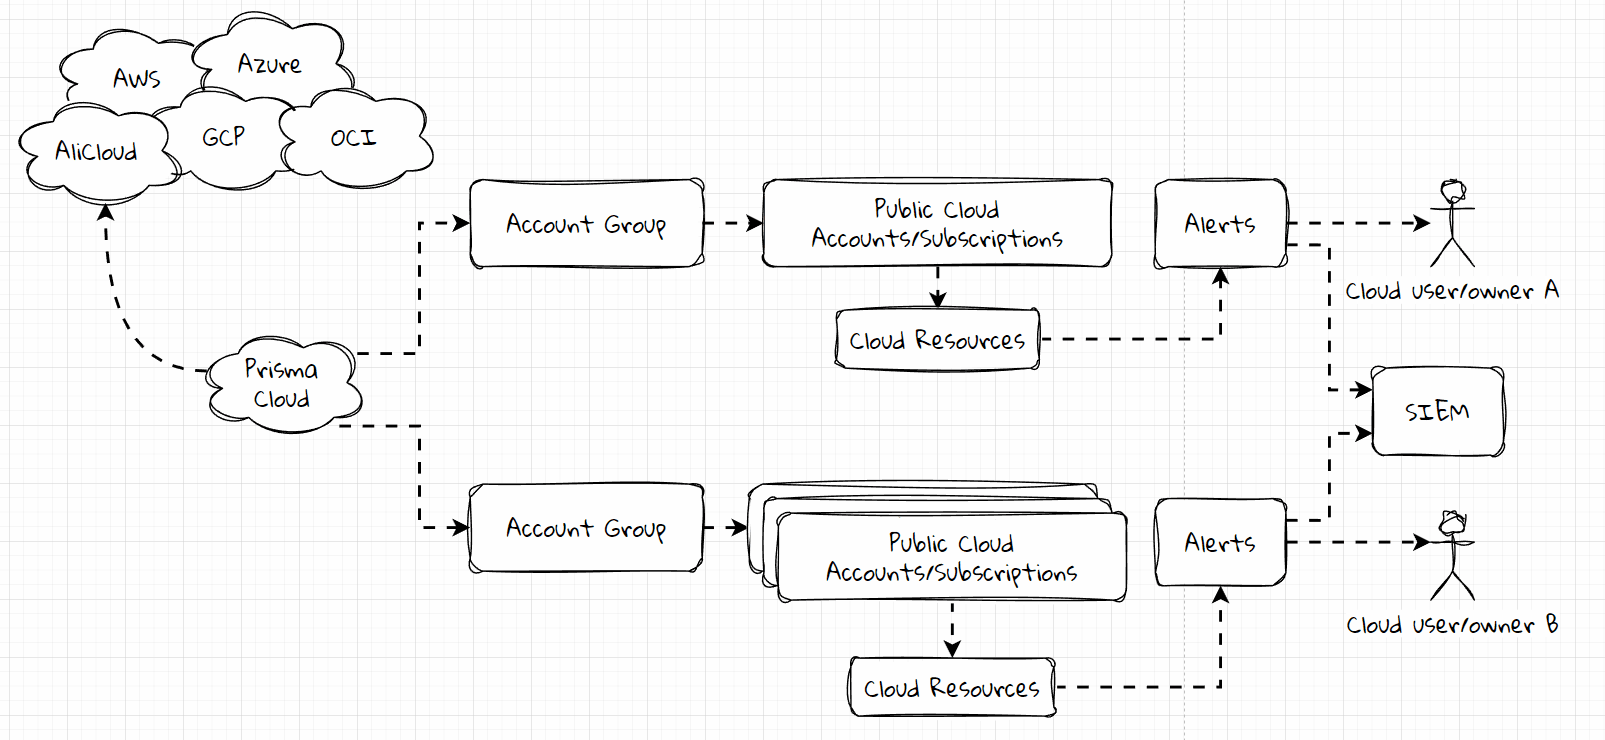 AWS
Azure
AliCloud
GCP
OCI
Account Group
Public Cloud
Accounts/Subscriptions
Alerts
Cloud user/owner A
Cloud Resources
Prisma
Cloud
SIEM
Account Group
Public Cloud
Accounts/Subscriptions
Alerts
Cloud user/owner B
Cloud Resources